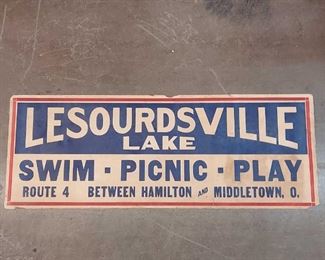 LESOURDSVILLE
LAKE
SWIM · PICNIC · PLAY
ROUTE 4 BETWEEN HAMILTON AND MIDDLETOWN, O.